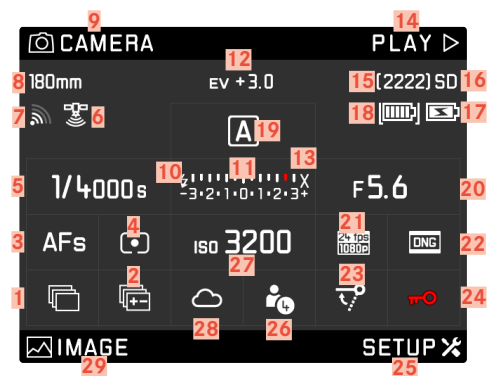 9 14
CAMERA PLAY
8 180mm 12 EV +3.0 15 (2222) SD 16
7 6 A 19 18 17
5 1/4000s 10 11 13 F5.6 20
-3·2·1·0·1·2·3+
3 AFs 4 ISO 3200 27 21 24 fps 1080p DNG 22
1 2 28 26 4 23 24
IMAGE SETUP
29 25